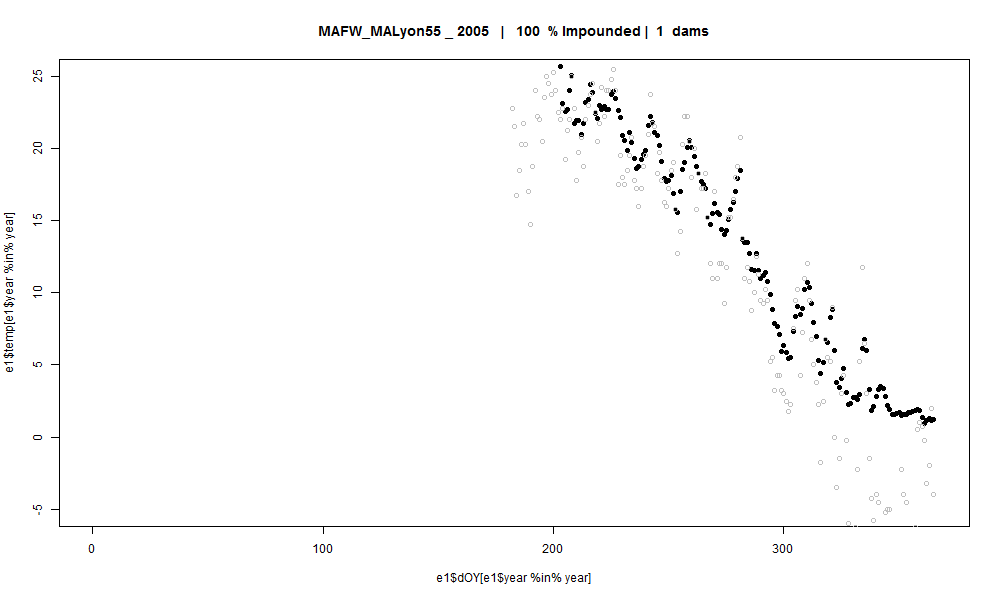 MAFW_MALyon55 _ 2005 | 100 % Impounded | 1 dams
25
20
15
10
5
0
-5
e1$temp[e1$year %in% year]
0 100 200 300
e1$dOY[e1$year %in% year]